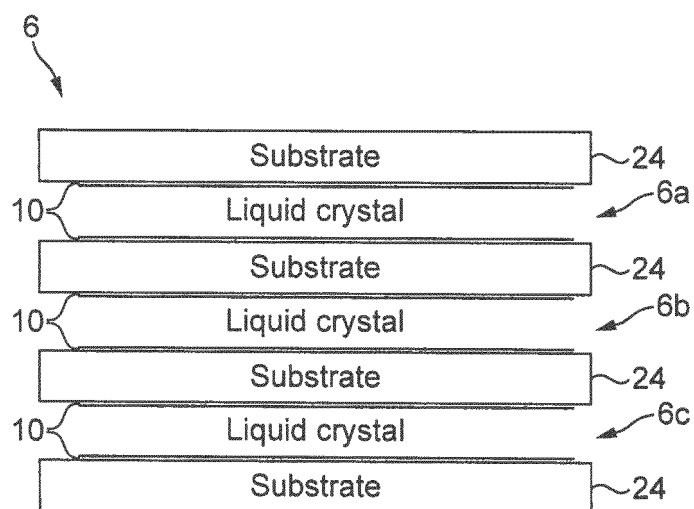 6
Substrate 24
10 Liquid crystal 6a
Substrate 24
10 Liquid crystal 6b
Substrate 24
10 Liquid crystal 6c
Substrate 24